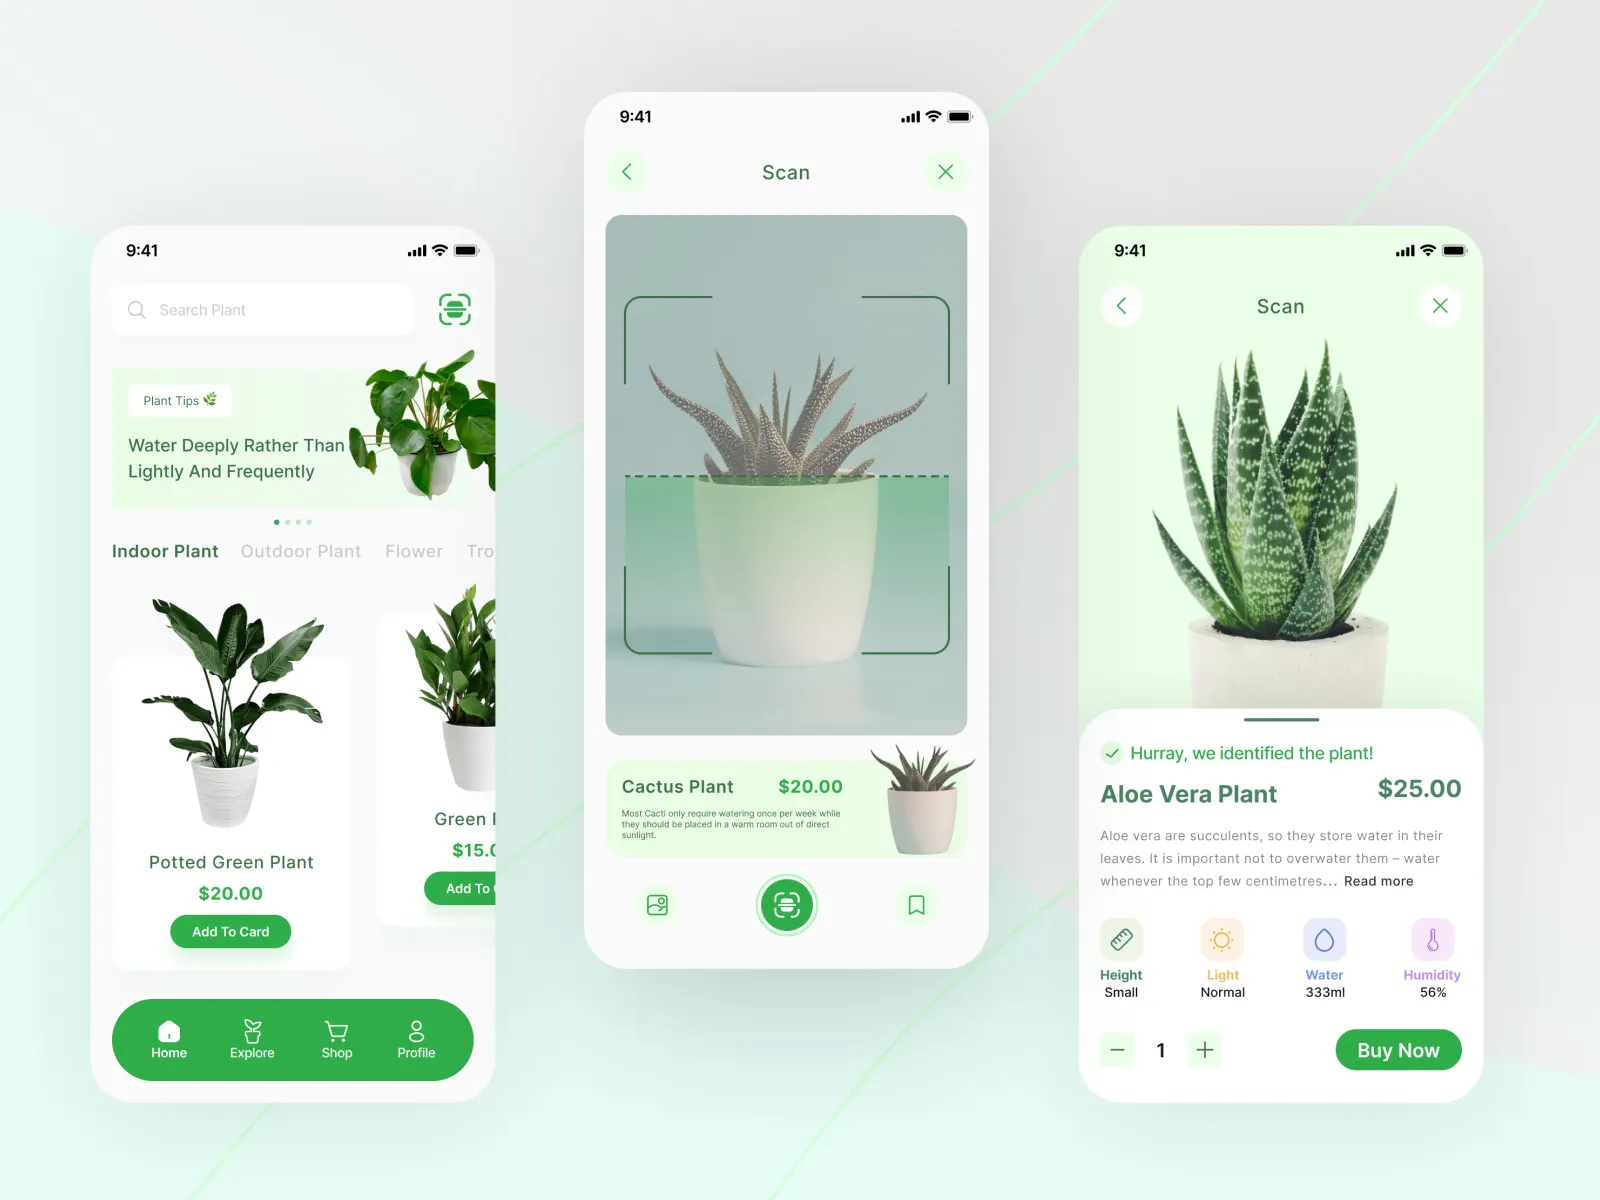 9:41
Search Plant
Plant Tips
Water Deeply Rather Than
Lightly And Frequently
Indoor Plant
Outdoor Plant
Flower
Tro
Potted Green Plant
$20.00
Add To Card
Green
$15.
Add To
Home
Explore
Shop
Profile
9:41
Scan
Cactus Plant
$20.00
Most Cacti only require watering once per week while
they should be placed in a warm room out of direct
sunlight.
9:41
Scan
Hurray, we identified the plant!
Aloe Vera Plant
$25.00
Aloe vera are succulents, so they store water in their
leaves. It is important not to overwater them – water
whenever the top few centimetres... Read more
Height
Small
Light
Normal
Water
333ml
Humidity
56%
1
Buy Now